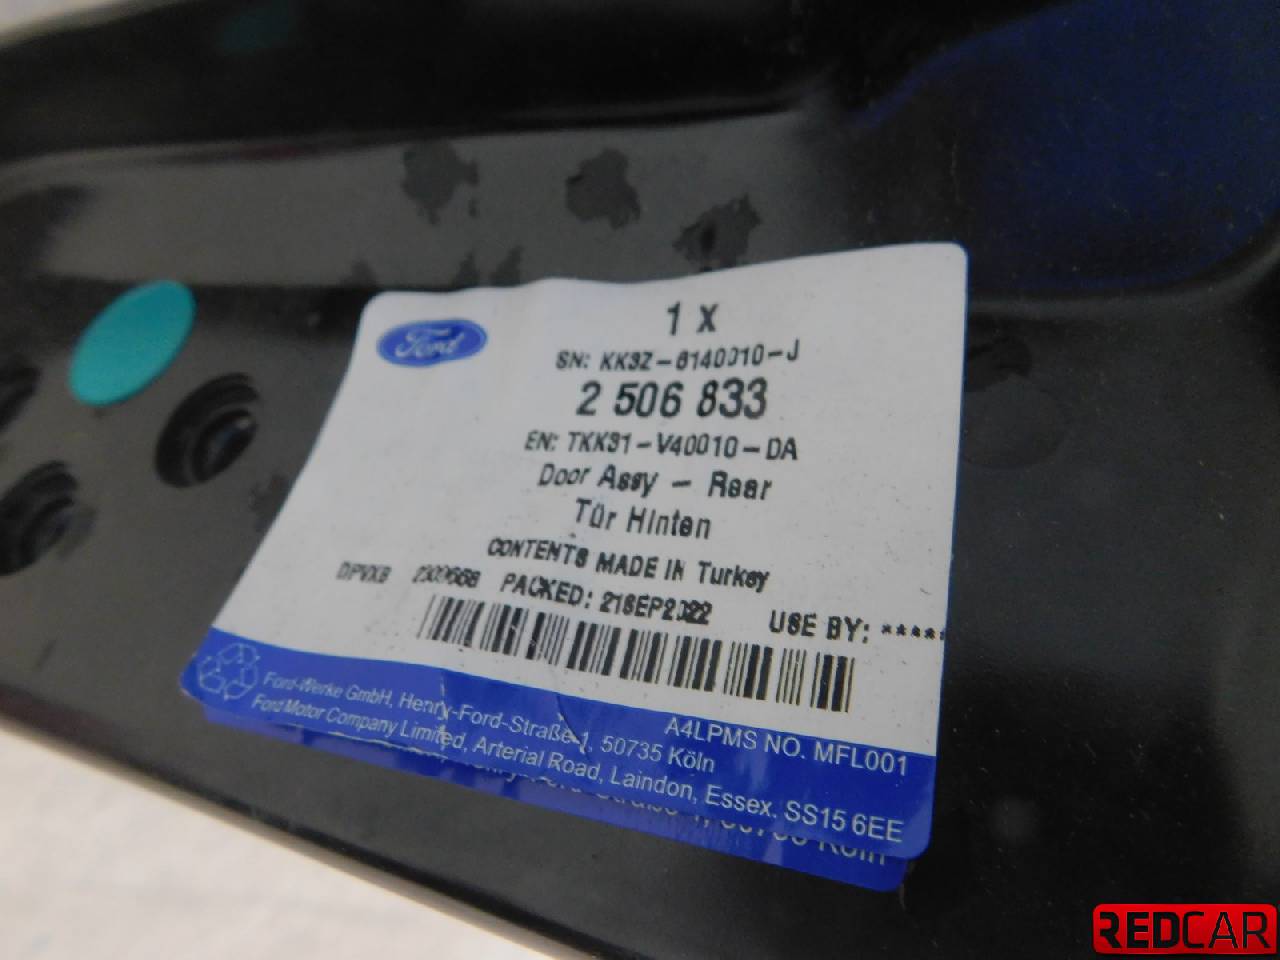 Ford
1 X
SN: KK3Z-6140010-J
2 506 833
EN: TKK31-V40010-DA
Door Assy - Rear
Tür Hinten
CONTENTS MADE IN Turkey
PACKED: 21SEP2022
USE BY: *****
A4LPMS NO. MFL001
Ford-Werke GmbH, Henry-Ford-Straße 1, 50735 Köln
Ford Motor Company Limited, Arterial Road, Laindon, Essex. SS15 6EE
Köln
REDCAR